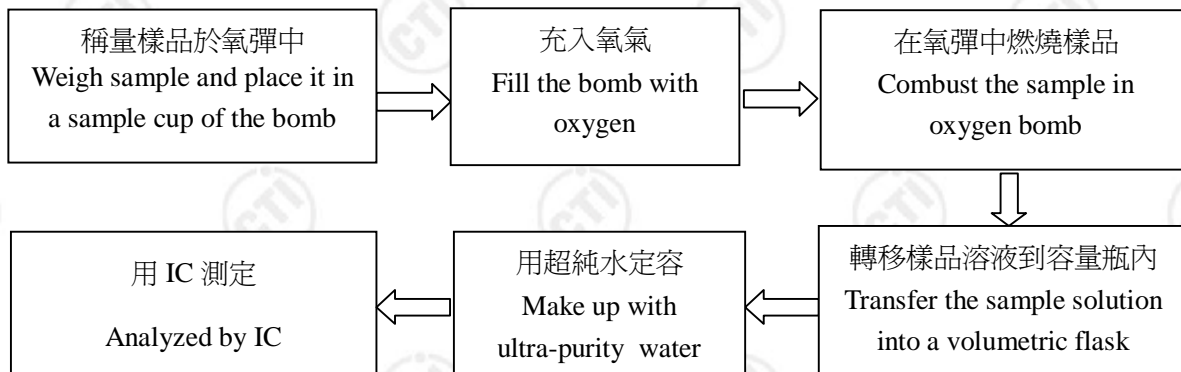 稱量樣品於氧彈中
Weigh sample and place it in
a sample cup of the bomb
充入氧氣
Fill the bomb with
oxygen
在氧彈中燃燒樣品
Combust the sample in
oxygen bomb
轉移樣品溶液到容量瓶內
Transfer the sample solution
into a volumetric flask
用超純水定容
Make up with
ultra-purity water
用 IC 測定
Analyzed by IC
CTI
CTI
CTI